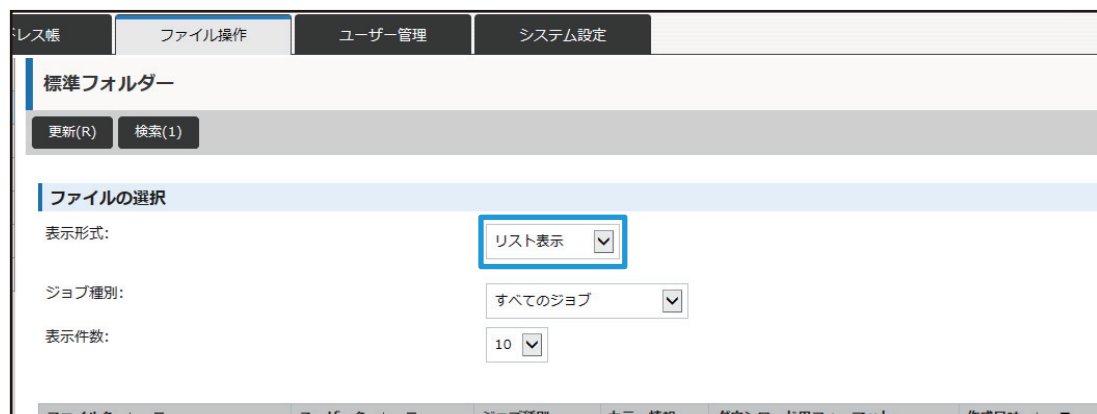 レス帳 ファイル操作 ユーザー管理 システム設定
標準フォルダー
更新(R) 検索(1)
ファイルの選択
表示形式: リスト表示
ジョブ種別: すべてのジョブ
表示件数: 10